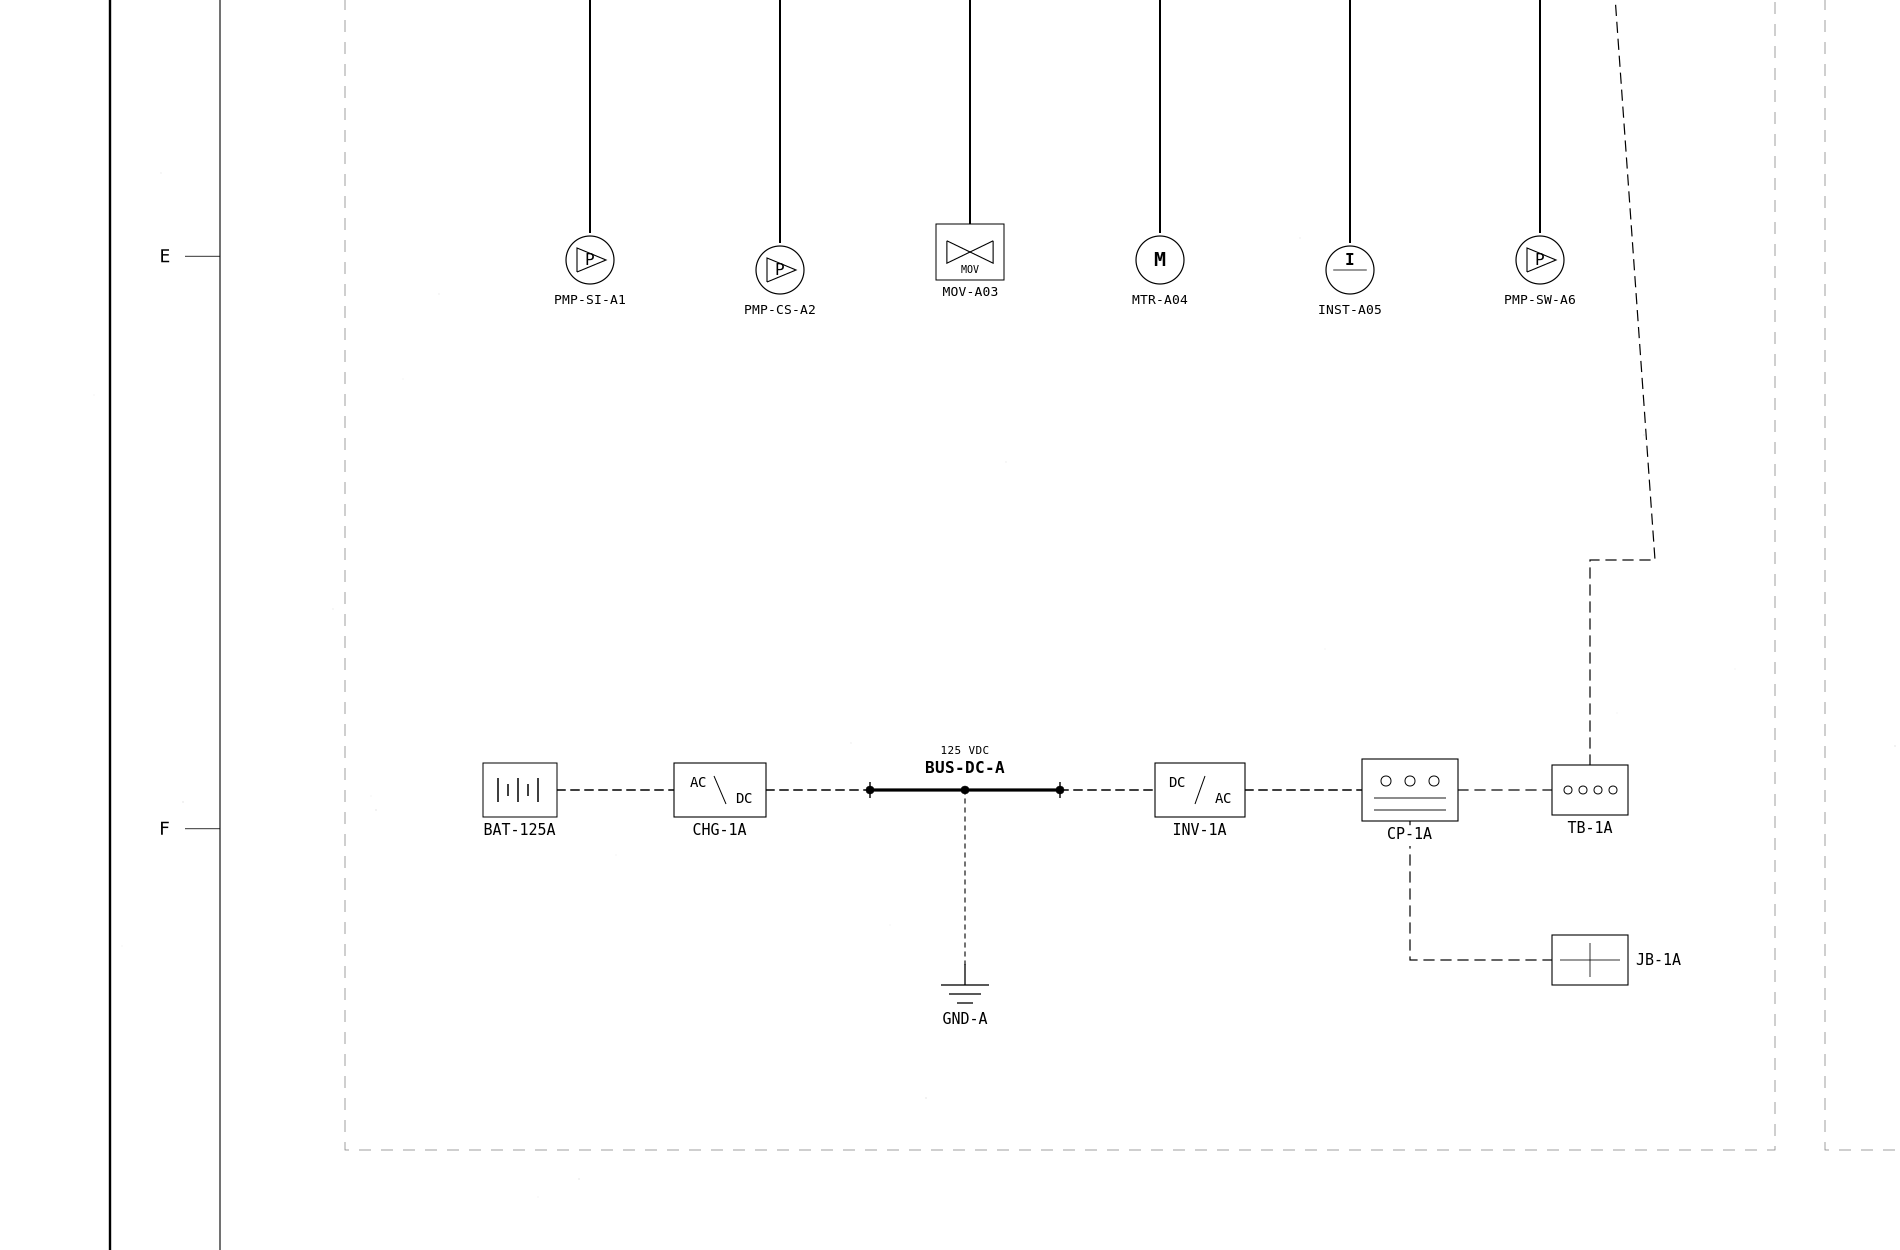 E
P
P
MOV
M
I
P
PMP-SI-A1
PMP-CS-A2
MOV-A03
MTR-A04
INST-A05
PMP-SW-A6
125 VDC
BUS-DC-A
AC
DC
DC
AC
F
BAT-125A
CHG-1A
INV-1A
CP-1A
TB-1A
JB-1A
GND-A